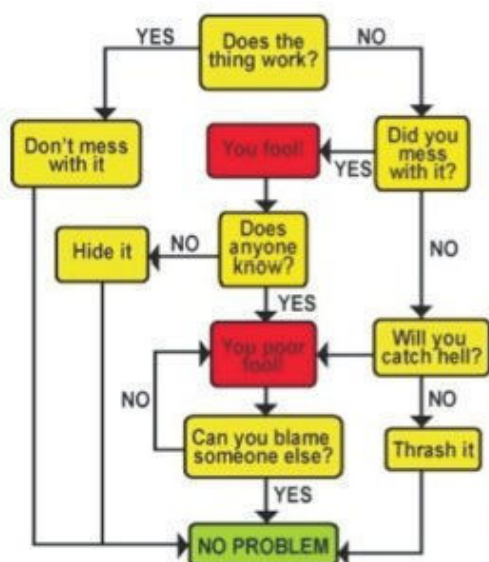 YES
Does the
thing work?
NO
Don't mess
with it
You fool!
YES
Did you
mess
with it?
Hide it
NO
Does
anyone
know?
NO
YES
You poor
fool!
Will you
catch hell?
NO
NO
Can you blame
someone else?
Thrash it
YES
NO PROBLEM